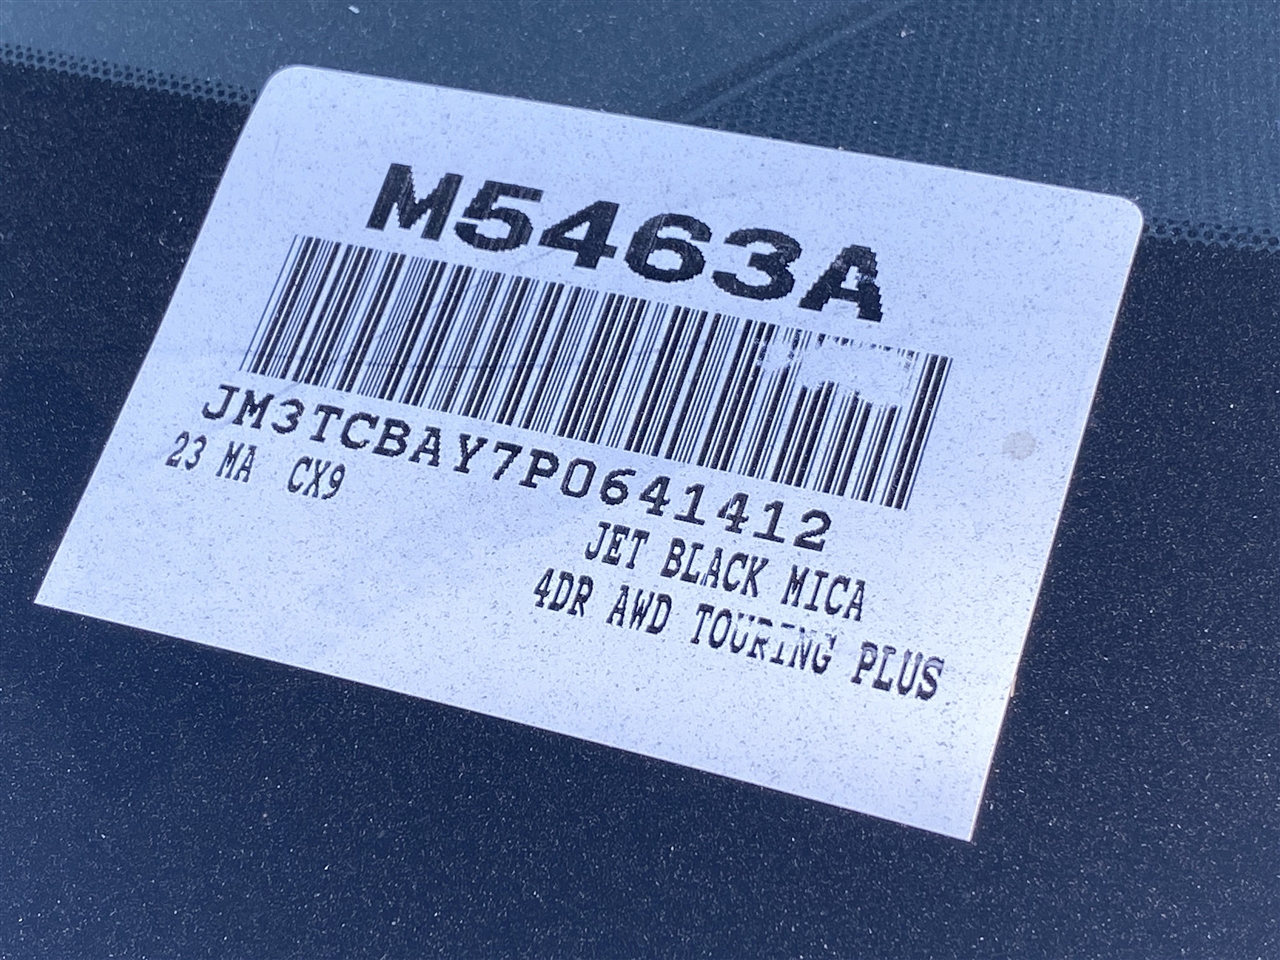 M5463A
JM3TCBAY7P0641412
23 MA CX9
JET BLACK MICA
4DR AWD TOURING PLUS